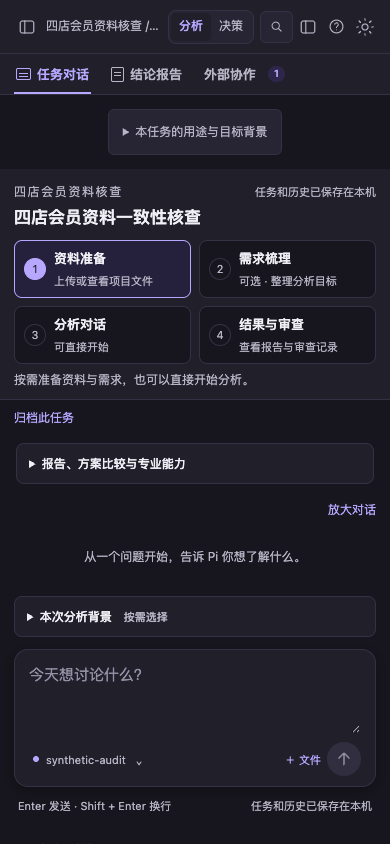 四店会员资料核查 /...
分析
决策
任务对话
结论报告
外部协作
1
▶ 本任务的用途与目标背景
四店会员资料核查
任务和历史已保存在本机
四店会员资料一致性核查
1
资料准备
上传或查看项目文件
2
需求梳理
可选 · 整理分析目标
3
分析对话
可直接开始
4
结果与审查
查看报告与审查记录
按需准备资料与需求，也可以直接开始分析。
归档此任务
▶ 报告、方案比较与专业能力
放大对话
从一个问题开始，告诉 Pi 你想了解什么。
▶ 本次分析背景 按需选择
今天想讨论什么?
synthetic-audit
+ 文件
Enter 发送 · Shift + Enter 换行
任务和历史已保存在本机